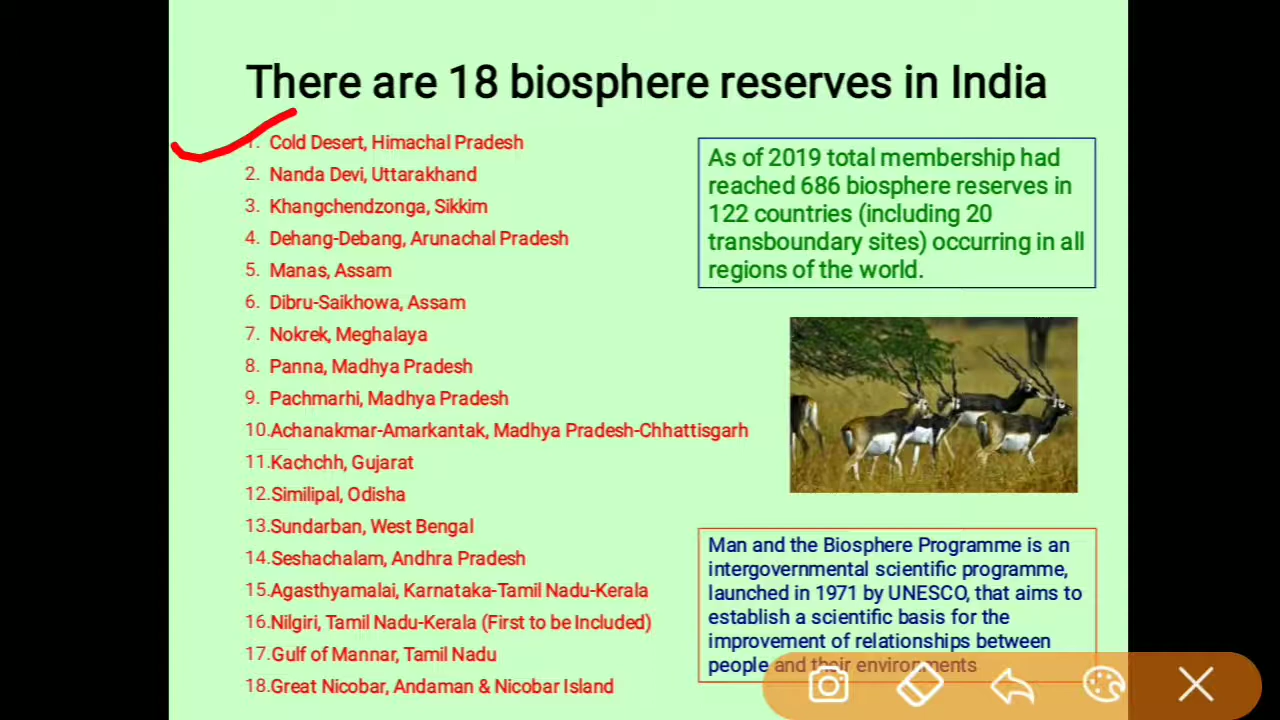 There are 18 biosphere reserves in India
1. Cold Desert, Himachal Pradesh
2. Nanda Devi, Uttarakhand
3. Khangchendzonga, Sikkim
4. Dehang-Debang, Arunachal Pradesh
5. Manas, Assam
6. Dibru-Saikhowa, Assam
7. Nokrek, Meghalaya
8. Panna, Madhya Pradesh
9. Pachmarhi, Madhya Pradesh
10.Achanakmar-Amarkantak, Madhya Pradesh-Chhattisgarh
11.Kachchh, Gujarat
12.Similipal, Odisha
13.Sundarban, West Bengal
14.Seshachalam, Andhra Pradesh
15.Agasthyamalai, Karnataka-Tamil Nadu-Kerala
16.Nilgiri, Tamil Nadu-Kerala (First to be Included)
17.Gulf of Mannar, Tamil Nadu
18.Great Nicobar, Andaman & Nicobar Island
As of 2019 total membership had
reached 686 biosphere reserves in
122 countries (including 20
transboundary sites) occurring in all
regions of the world.
Man and the Biosphere Programme is an
intergovernmental scientific programme,
launched in 1971 by UNESCO, that aims to
establish a scientific basis for the
improvement of relationships between
people and their environments